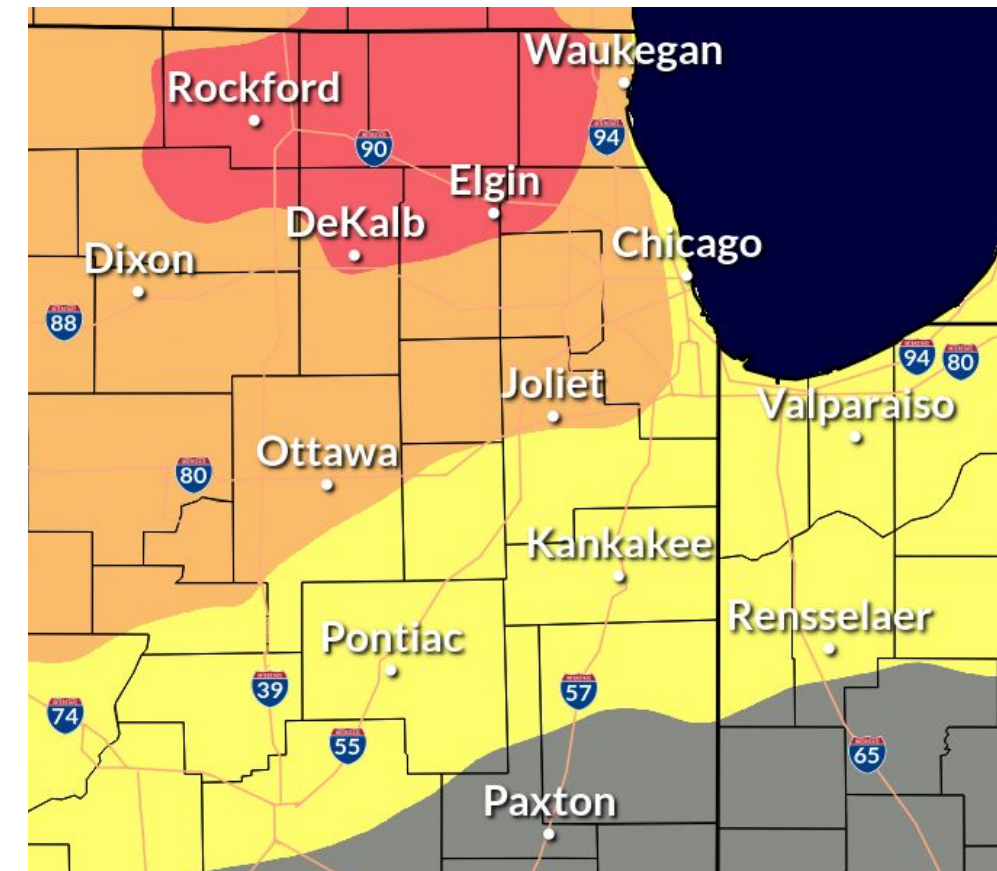 Waukegan
Rockford
94
90
Elgin
DeKalb
Chicago
Dixon
88
94
80
Joliet
Valparaiso
Ottawa
80
Kankakee
Rensselaer
Pontiac
39
57
74
55
65
Paxton